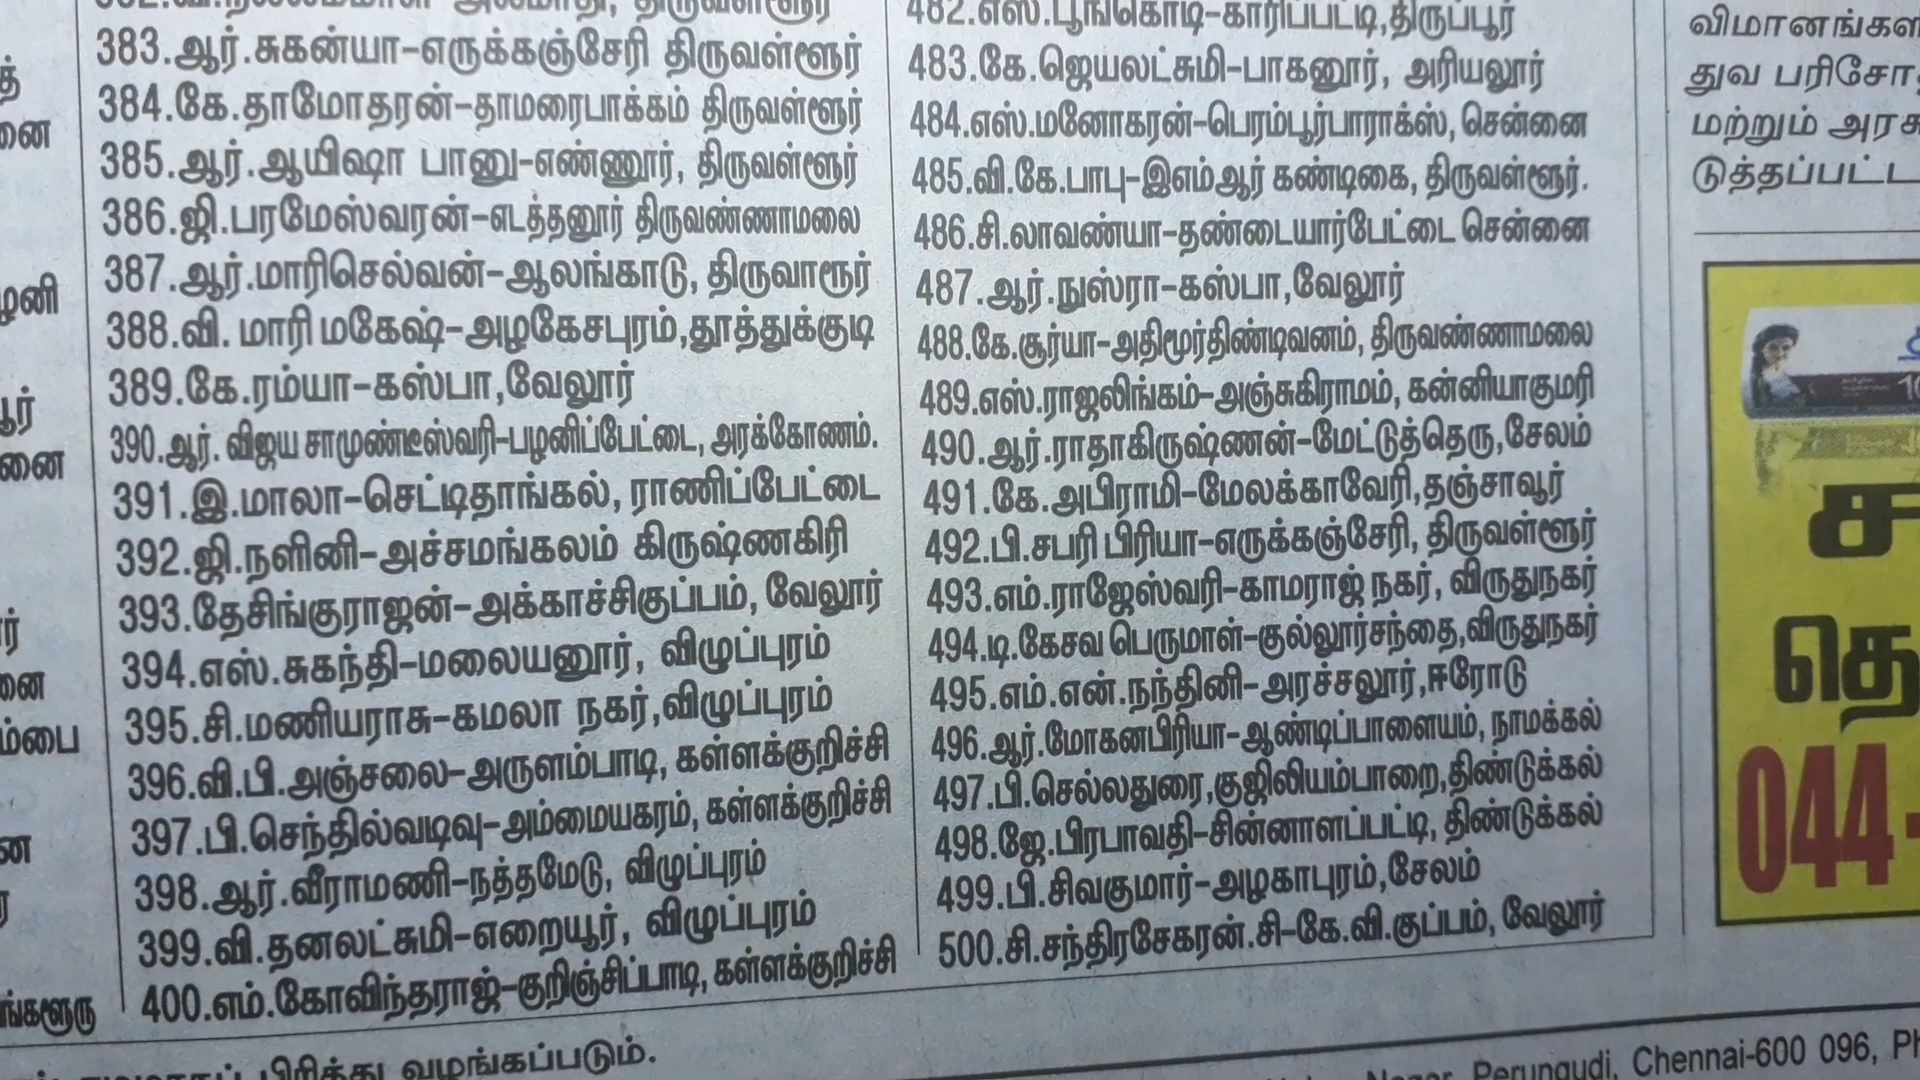 383.ஆர்.சுகன்யா-எருக்கஞ்சேரி திருவள்ளூர்
384.கே.தாமோதரன்-தாமரைபாக்கம் திருவள்ளூர்
385.ஆர்.ஆயிஷா பானு-எண்ணூர், திருவள்ளூர்
386.ஜி.பரமேஸ்வரன்-எடத்தனூர் திருவண்ணாமலை
387.ஆர்.மாரிசெல்வன்-ஆலங்காடு, திருவாரூர்
388.வி. மாரி மகேஷ்-அழகேசபுரம்,தூத்துக்குடி
389.கே.ரம்யா-கஸ்பா,வேலூர்
390.ஆர். விஜய சாமுண்டீஸ்வரி-பழனிப்பேட்டை, அரக்கோணம்.
391.இ.மாலா-செட்டிதாங்கல், ராணிப்பேட்டை
392.ஜி.நளினி-அச்சமங்கலம் கிருஷ்ணகிரி
393.தேசிங்குராஜன்-அக்காச்சிகுப்பம், வேலூர்
394.எஸ்.சுகந்தி-மலையனூர், விழுப்புரம்
395.சி.மணியராசு-கமலா நகர்,விழுப்புரம்
396.வி.பி.அஞ்சலை-அருளம்பாடி, கள்ளக்குறிச்சி
397.பி.செந்தில்வடிவு-அம்மையகரம், கள்ளக்குறிச்சி
398.ஆர்.வீராமணி-நத்தமேடு, விழுப்புரம்
399.வி.தனலட்சுமி-எறையூர், விழுப்புரம்
400.எம்.கோவிந்தராஜ்-குறிஞ்சிப்பாடி, கள்ளக்குறிச்சி
482.எஸ்.பூங்கொடி-காரிப்பட்டி,திருப்பூர்
483.கே.ஜெயலட்சுமி-பாகனூர், அரியலூர்
484.எஸ்.மனோகரன்-பெரம்பூர்பாராக்ஸ், சென்னை
485.வி.கே.பாபு-இஎம்ஆர் கண்டிகை, திருவள்ளூர்.
486.சி.லாவண்யா-தண்டையார்பேட்டை சென்னை
487.ஆர்.நுஸ்ரா-கஸ்பா,வேலூர்
488.கே.சூர்யா-அதிமூர்திண்டிவனம், திருவண்ணாமலை
489.எஸ்.ராஜலிங்கம்-அஞ்சுகிராமம், கன்னியாகுமரி
490.ஆர்.ராதாகிருஷ்ணன்-மேட்டுத்தெரு,சேலம்
491.கே.அபிராமி-மேலக்காவேரி,தஞ்சாவூர்
492.பி.சபரி பிரியா-எருக்கஞ்சேரி, திருவள்ளூர்
493.எம்.ராஜேஸ்வரி-காமராஜ் நகர், விருதுநகர்
494.டி.கேசவ பெருமாள்-குல்லூர்சந்தை,விருதுநகர்
495.எம்.என்.நந்தினி-அரச்சலூர்,ஈரோடு
496.ஆர்.மோகனபிரியா-ஆண்டிப்பாளையம், நாமக்கல்
497.பி.செல்லதுரை,குஜிலியம்பாறை,திண்டுக்கல்
498.ஜே.பிரபாவதி-சின்னாளப்பட்டி, திண்டுக்கல்
499.பி.சிவகுமார்-அழகாபுரம்,சேலம்
500.சி.சந்திரசேகரன்.சி-கே.வி.குப்பம், வேலூர்
விமானங்கள
துவ பரிசோ
மற்றும் அரசு
டுத்தப்பட்ட
ச
தெ
044-
பிரித்து வழங்கப்படும்.
Nagar, Perungudi, Chennai-600 096, Ph